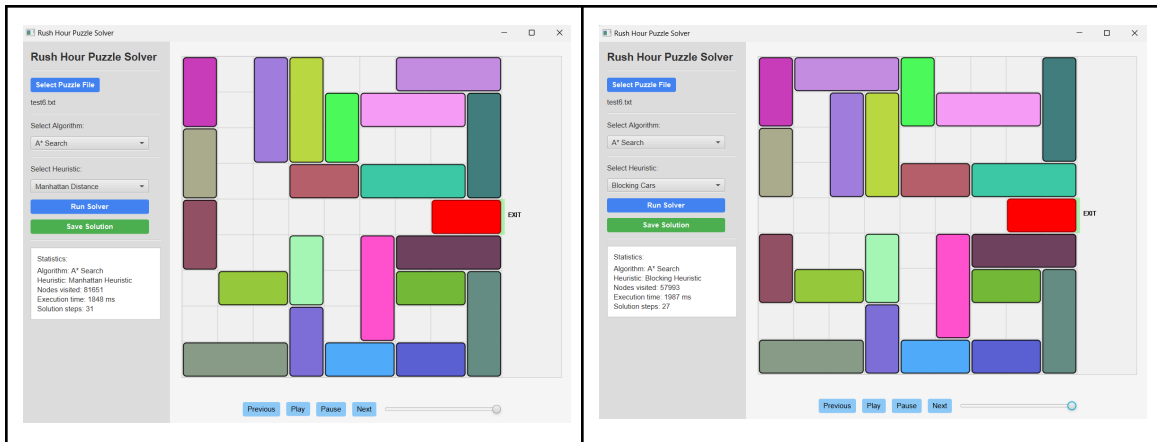 Rush Hour Puzzle Solver
Rush Hour Puzzle Solver
Select Puzzle File
test6.txt
Select Algorithm:
A* Search
Select Heuristic:
Manhattan Distance
Run Solver
Save Solution
Statistics:
Algorithm: A* Search
Heuristic: Manhattan Heuristic
Nodes visited: 81651
Execution time: 1848 ms
Solution steps: 31
EXIT
Previous Play Pause Next
Rush Hour Puzzle Solver
Rush Hour Puzzle Solver
Select Puzzle File
test6.txt
Select Algorithm:
A* Search
Select Heuristic:
Blocking Cars
Run Solver
Save Solution
Statistics:
Algorithm: A* Search
Heuristic: Blocking Heuristic
Nodes visited: 57993
Execution time: 1987 ms
Solution steps: 27
EXIT
Previous Play Pause Next